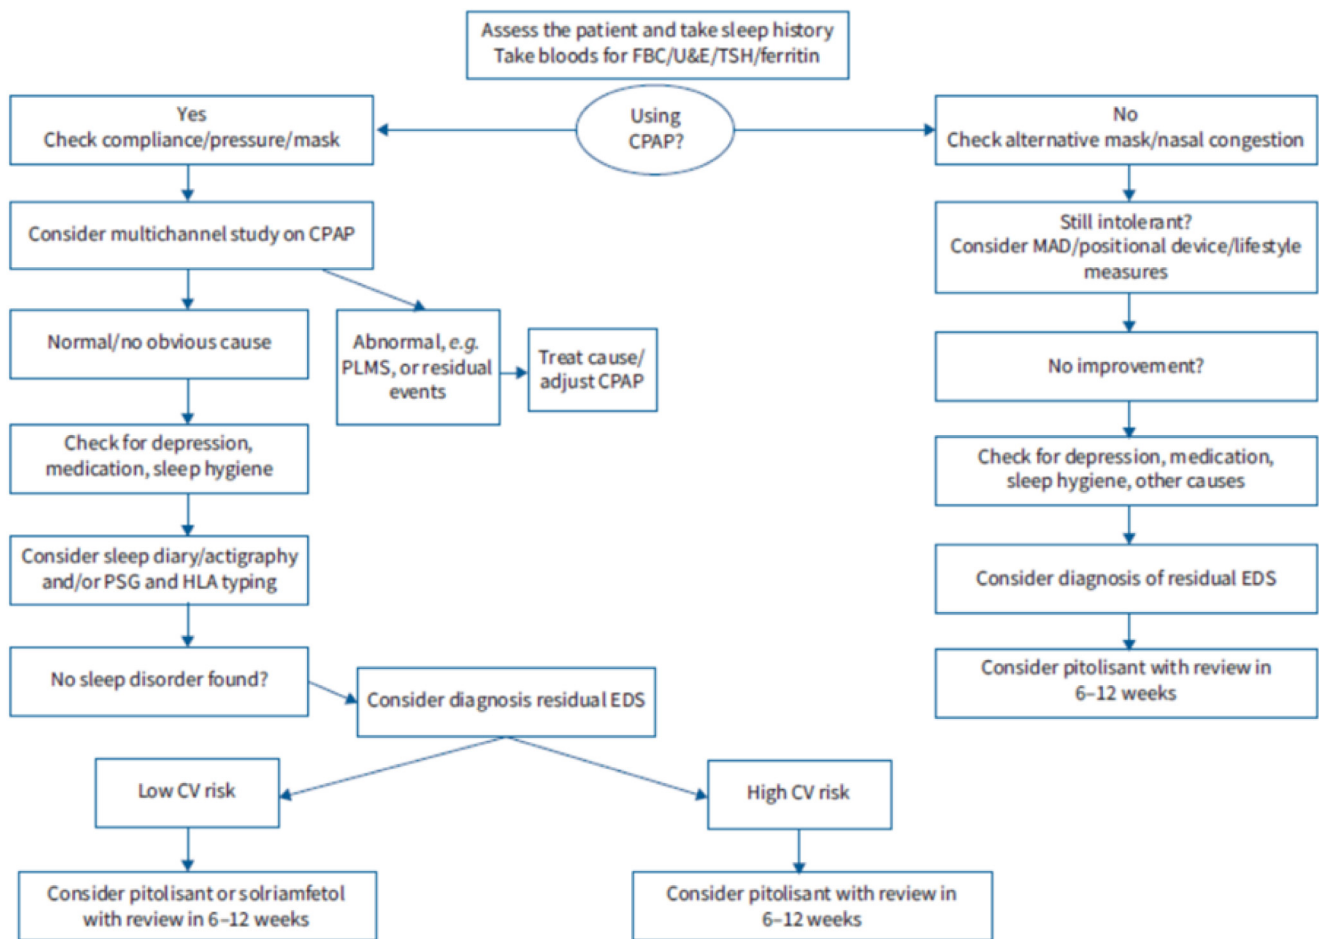 Assess the patient and take sleep history
Take bloods for FBC/U&E/TSH/ferritin
Using
CPAP?
Yes
Check compliance/pressure/mask
Consider multichannel study on CPAP
Normal/no obvious cause
Abnormal, e.g.
PLMS, or residual
events
Treat cause/
adjust CPAP
Check for depression,
medication, sleep hygiene
Consider sleep diary/actigraphy
and/or PSG and HLA typing
No sleep disorder found?
Consider diagnosis residual EDS
Low CV risk
Consider pitolisant or solriamfetol
with review in 6–12 weeks
High CV risk
Consider pitolisant with review in
6–12 weeks
No
Check alternative mask/nasal congestion
Still intolerant?
Consider MAD/positional device/lifestyle
measures
No improvement?
Check for depression, medication,
sleep hygiene, other causes
Consider diagnosis of residual EDS
Consider pitolisant with review in
6–12 weeks